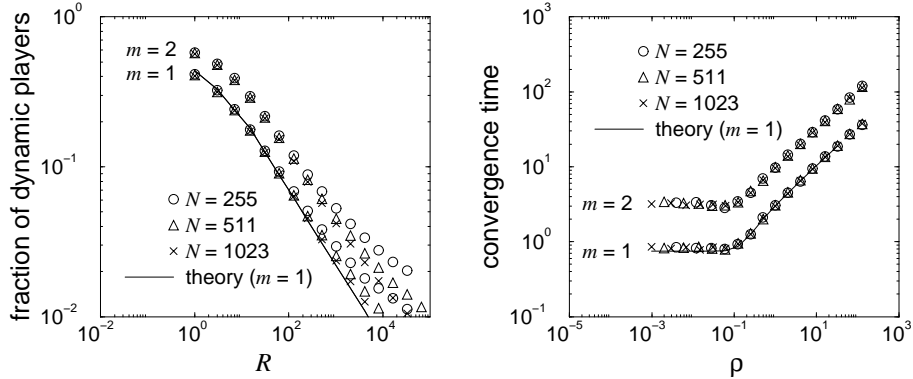 10^0
10^-1
10^-2
fraction of dynamic players
m = 2
m = 1
N = 255
N = 511
N = 1023
theory (m = 1)
10^-2 10^0 10^2 10^4
R
10^3
10^2
10^1
10^0
10^-1
convergence time
N = 255
N = 511
N = 1023
theory (m = 1)
m = 2
m = 1
10^-5 10^-3 10^-1 10^1 10^3
ρ